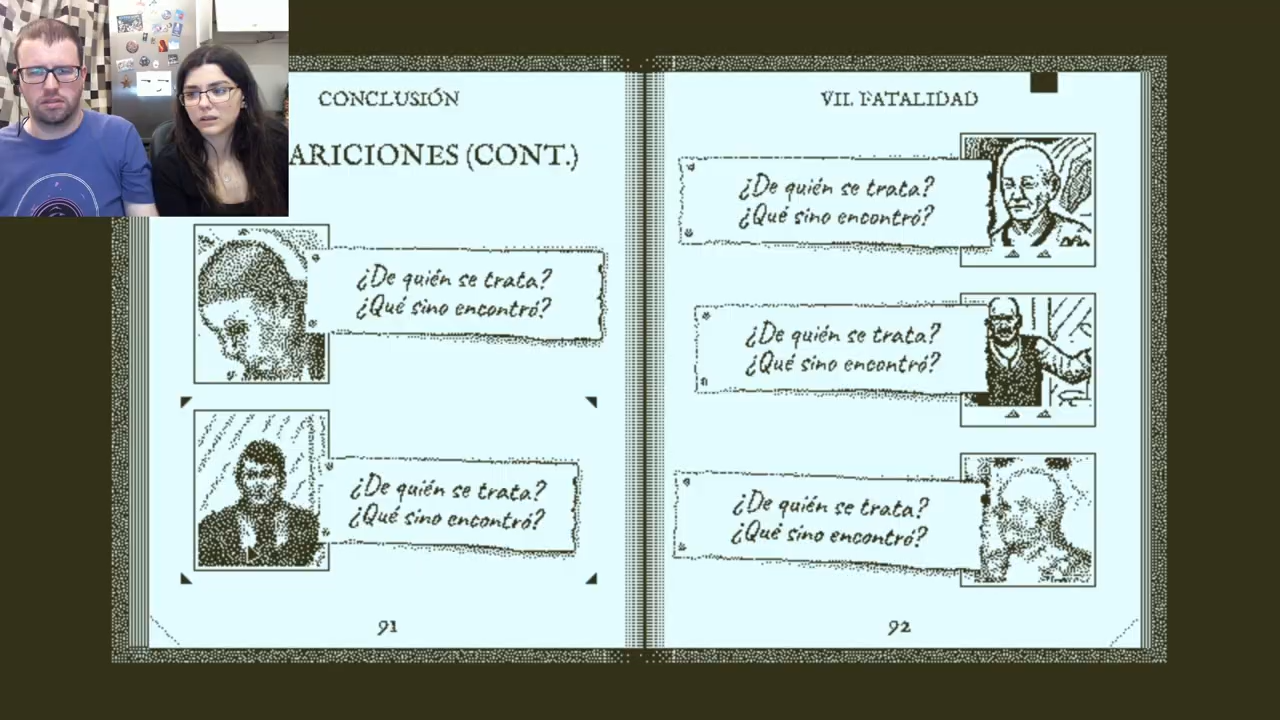 CONCLUSIÓN
ARICIONES (CONT.)
¿De quién se trata?
¿Qué sino encontró?
¿De quién se trata?
¿Qué sino encontró?
91
VII. FATALIDAD
¿De quién se trata?
¿Qué sino encontró?
¿De quién se trata?
¿Qué sino encontró?
¿De quién se trata?
¿Qué sino encontró?
92